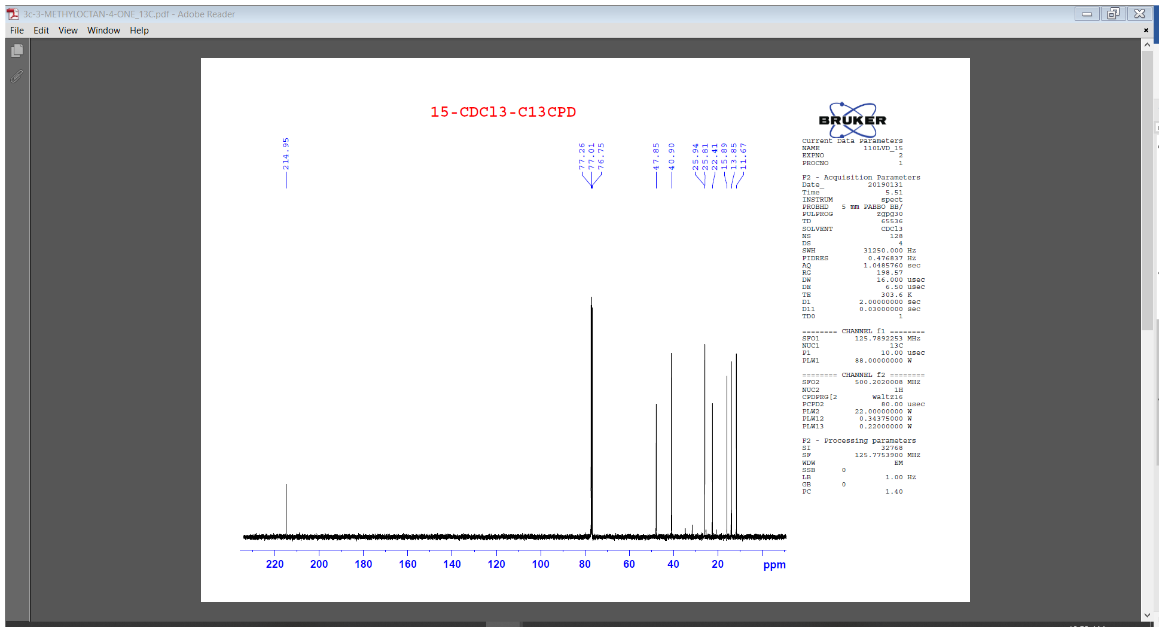 3c-3-METHYLOCTAN-4-ONE_13C.pdf - Adobe Reader
File Edit View Window Help
15-CDCl3-C13CPD
214.95
77.26
77.01
76.75
47.85
40.90
25.94
25.81
22.41
15.89
13.85
11.67
BRUKER
Current Data Parameters
NAME 110LVD_15
EXPNO 2
PROCNO 1
F2 - Acquisition Parameters
Date_ 20190131
Time 5.51
INSTRUM spect
PROBHD 5 mm PABBO BB/
PULPROG zgpg30
TD 65536
SOLVENT CDCl3
NS 128
DS 4
SWH 31250.000 Hz
FIDRES 0.476837 Hz
AQ 1.0485760 sec
RG 198.57
DW 16.000 usec
DE 6.50 usec
TE 303.6 K
D1 2.00000000 sec
D11 0.03000000 sec
TD0 1
======== CHANNEL f1 ========
SFO1 125.7892253 MHz
NUC1 13C
P1 10.00 usec
PLW1 88.00000000 W
======== CHANNEL f2 ========
SFO2 500.2020008 MHz
NUC2 1H
CPDPRG[2 waltz16
PCPD2 80.00 usec
PLW2 22.00000000 W
PLW12 0.34375000 W
PLW13 0.22000000 W
F2 - Processing parameters
SI 32768
SF 125.7753900 MHz
WDW EM
SSB 0
LB 1.00 Hz
GB 0
PC 1.40
220 200 180 160 140 120 100 80 60 40 20 ppm